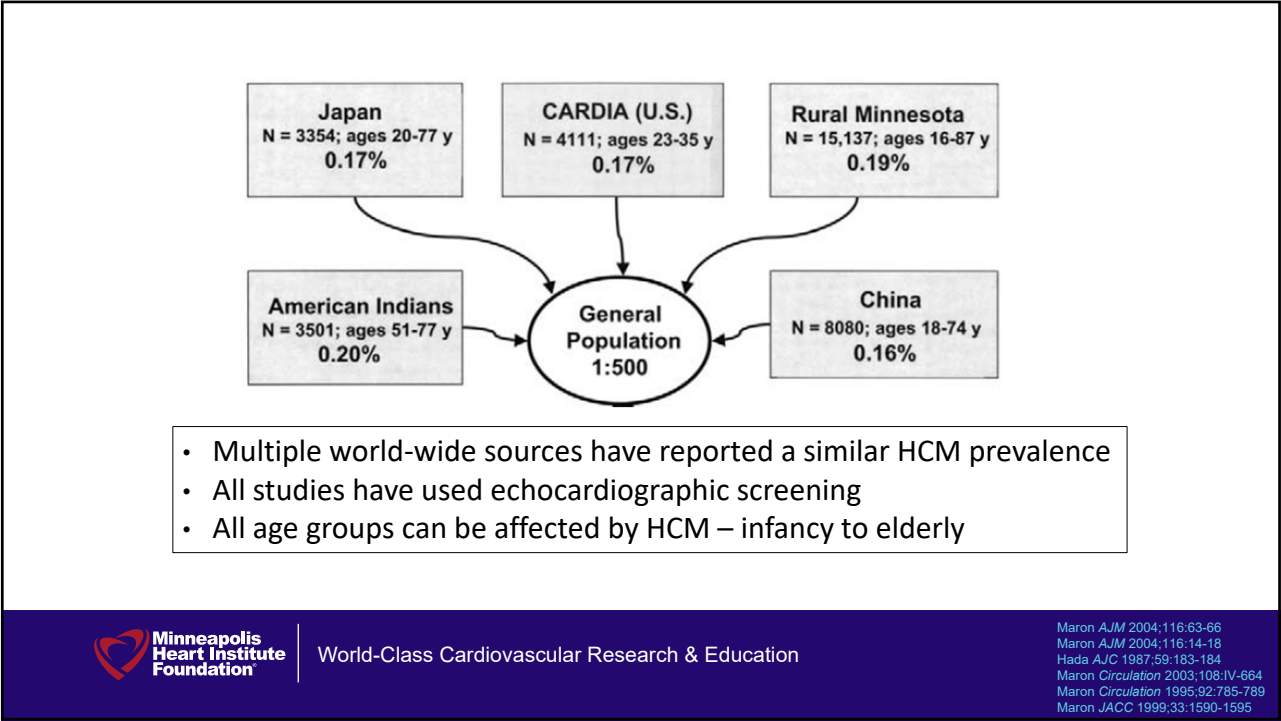 Japan
N = 3354; ages 20-77 y
0.17%
CARDIA (U.S.)
N = 4111; ages 23-35 y
0.17%
Rural Minnesota
N = 15,137; ages 16-87 y
0.19%
American Indians
N = 3501; ages 51-77 y
0.20%
General
Population
1:500
China
N = 8080; ages 18-74 y
0.16%
• Multiple world-wide sources have reported a similar HCM prevalence
• All studies have used echocardiographic screening
• All age groups can be affected by HCM – infancy to elderly
Minneapolis
Heart Institute
Foundation®
World-Class Cardiovascular Research & Education
Maron AJM 2004;116:63-66
Maron AJM 2004;116:14-18
Hada AJC 1987;59:183-184
Maron Circulation 2003;108:IV-664
Maron Circulation 1995;92:785-789
Maron JACC 1999;33:1590-1595